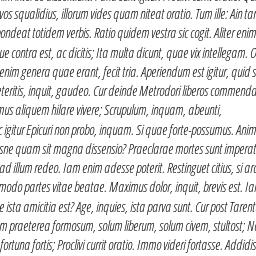 vos squalidius, illorum vides quam niteat oratio. Tum ille: Ain tan
pondeat totidem verbis. Ratio quidem vestra sic cogit. Aliter enim
que contra est, ac dicitis; Ita multa dicunt, quae vix intellegam. O
enim genera quae erant, fecit tria. Aperiendum est igitur, quid s
eteritis, inquit, gaudeo. Cur deinde Metrodori liberos commenda
mus aliquem hilare vivere; Scrupulum, inquam, abeunti,
c igitur Epicuri non probo, inquam. Si quae forte-possumus. Anim
sne quam sit magna dissensio? Praeclarae mortes sunt imperat
ad illum redeo. Iam enim adesse poterit. Restinguet citius, si arc
modo partes vitae beatae. Maximus dolor, inquit, brevis est. Iar
e ista amicitia est? Age, inquies, ista parva sunt. Cur post Tarent
m praeterea formosum, solum liberum, solum civem, stultost; N
fortuna fortis; Proclivi currit oratio. Immo videri fortasse. Addidis